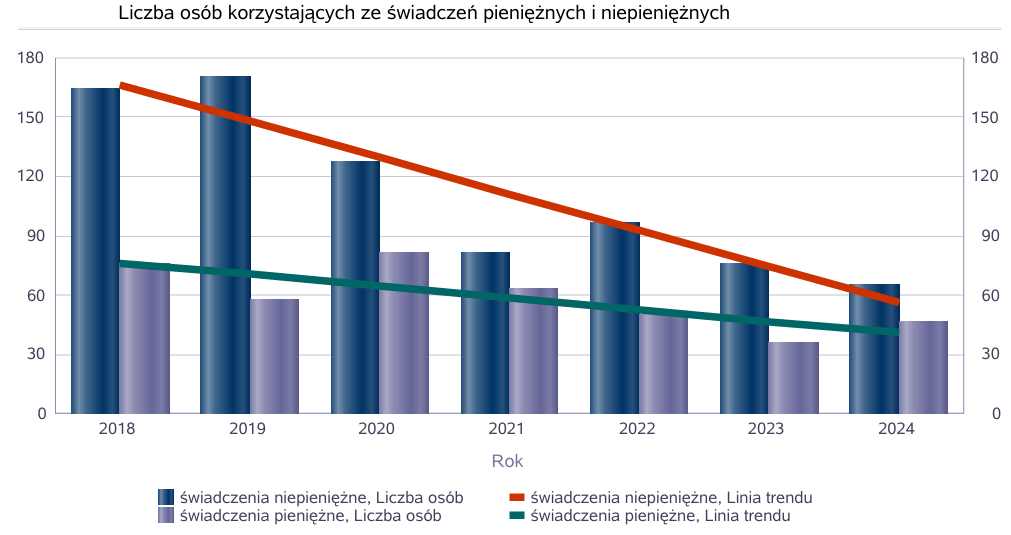 Liczba osób korzystających ze świadczeń pieniężnych i niepieniężnych
180 180
150 150
120 120
90 90
60 60
30 30
0 0
2018 2019 2020 2021 2022 2023 2024
Rok
świadczenia niepieniężne, Liczba osób świadczenia niepieniężne, Linia trendu
świadczenia pieniężne, Liczba osób świadczenia pieniężne, Linia trendu